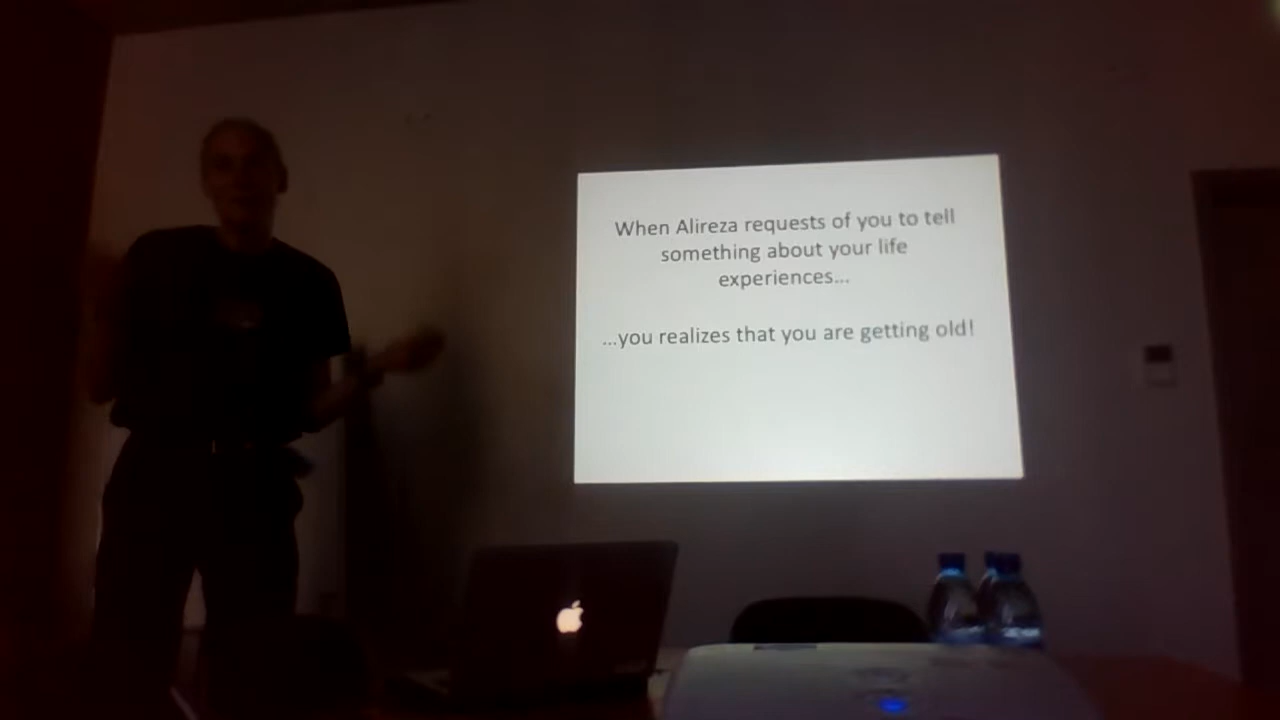 When Alireza requests of you to tell
something about your life
experiences...
...you realizes that you are getting old!